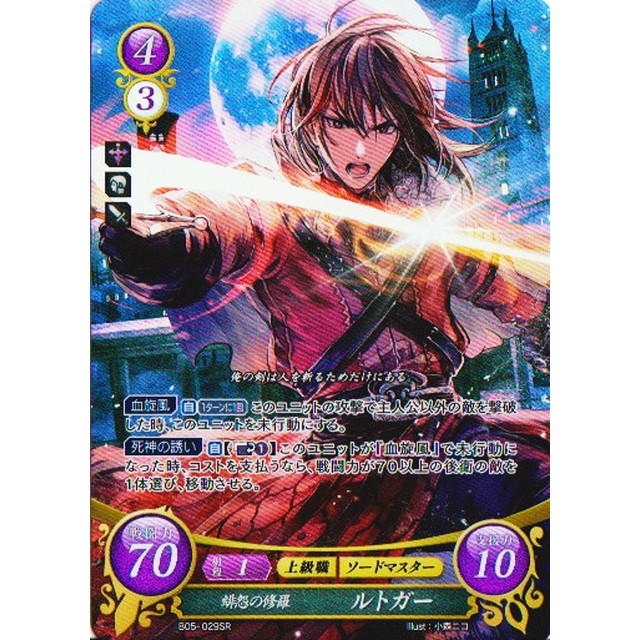 4
3
俺の剣は人を斬るためだけにある
血旋風 自 1ターンに1回 このユニットの攻撃で主人公以外の敵を撃破
した時、このユニットを未行動にする。
死神の誘い 自【1】このユニットが『血旋風』で未行動に
なった時、コストを支払うなら、戦闘力が70以上の後衛の敵を
1体選び、移動させる。
戦闘力
70
射程 1
上級職
ソードマスター
支援力
10
緋怨の修羅 ルトガー
B05-029SR
Illust：小森ニコ